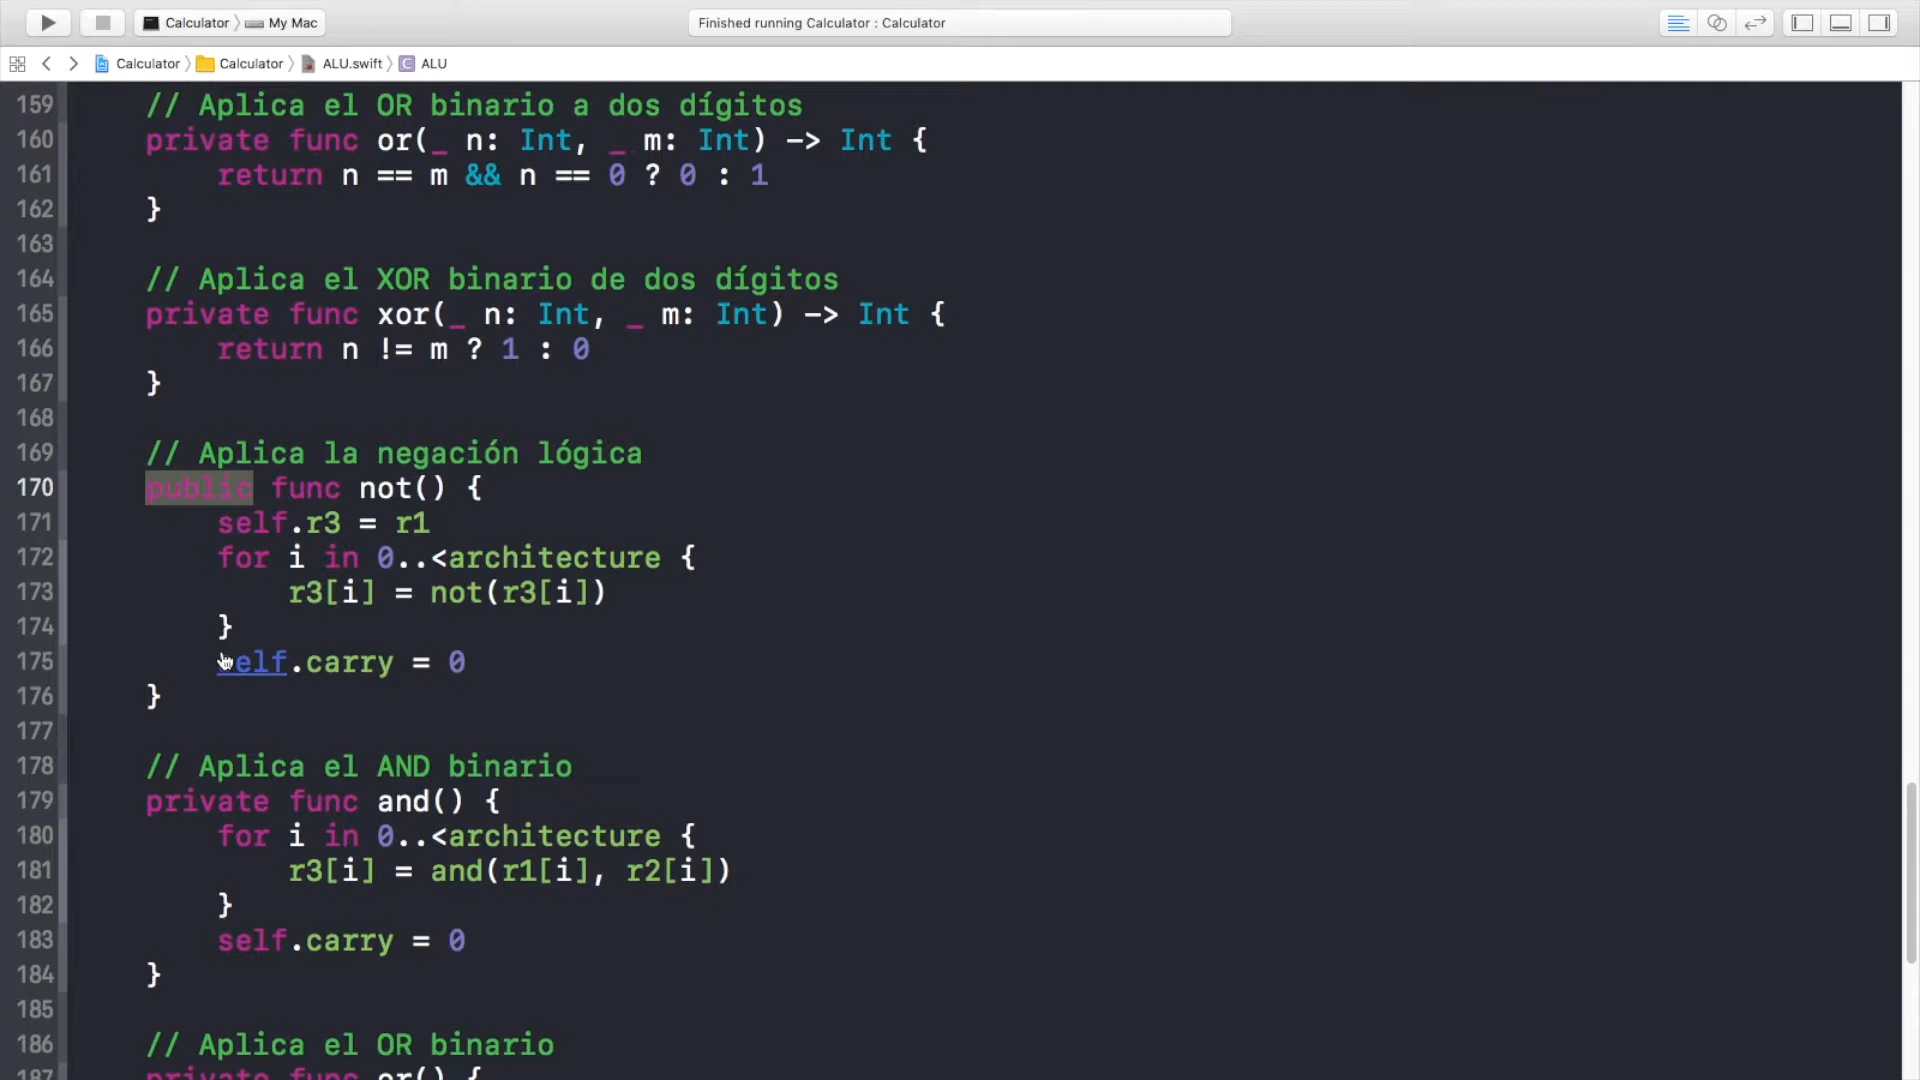 Calculator My Mac Finished running Calculator : Calculator
Calculator Calculator ALU.swift C ALU
159 // Aplica el OR binario a dos dígitos
160 private func or(_ n: Int, _ m: Int) -> Int {
161 return n == m && n == 0 ? 0 : 1
162 }
163
164 // Aplica el XOR binario de dos dígitos
165 private func xor(_ n: Int, _ m: Int) -> Int {
166 return n != m ? 1 : 0
167 }
168
169 // Aplica la negación lógica
170 public func not() {
171 self.r3 = r1
172 for i in 0..<architecture {
173 r3[i] = not(r3[i])
174 }
175 self.carry = 0
176 }
177
178 // Aplica el AND binario
179 private func and() {
180 for i in 0..<architecture {
181 r3[i] = and(r1[i], r2[i])
182 }
183 self.carry = 0
184 }
185
186 // Aplica el OR binario
187 private func or() {